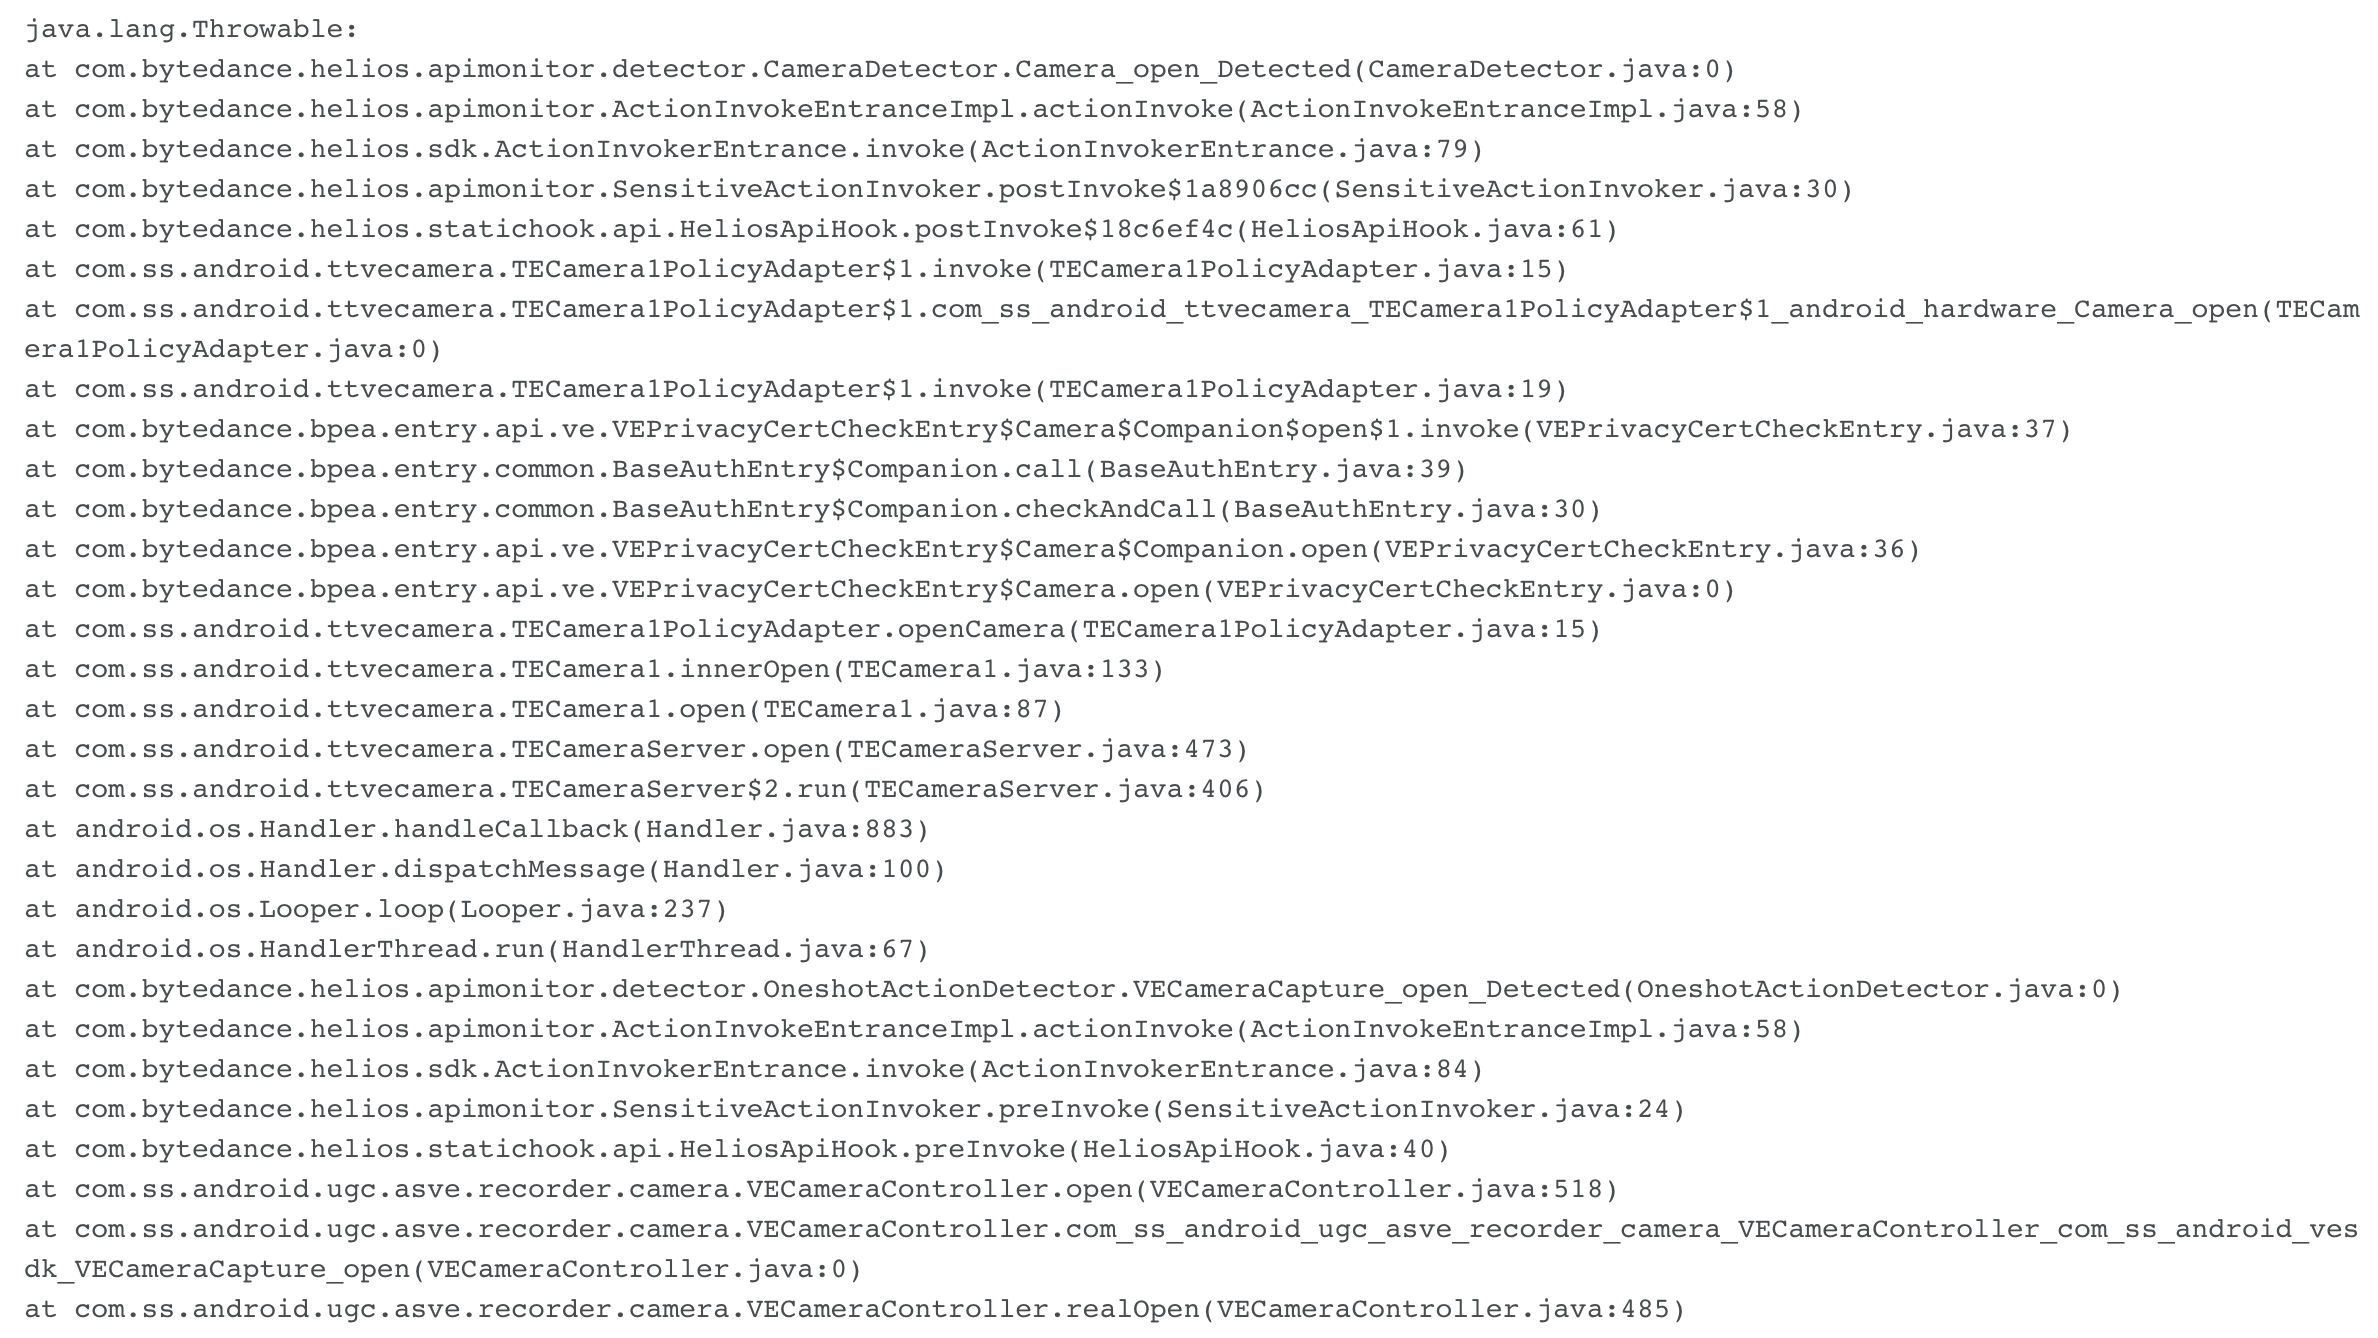 java.lang.Throwable:
at com.bytedance.helios.apimonitor.detector.CameraDetector.Camera_open_Detected(CameraDetector.java:0)
at com.bytedance.helios.apimonitor.ActionInvokeEntranceImpl.actionInvoke(ActionInvokeEntranceImpl.java:58)
at com.bytedance.helios.sdk.ActionInvokerEntrance.invoke(ActionInvokerEntrance.java:79)
at com.bytedance.helios.apimonitor.SensitiveActionInvoker.postInvoke$1a8906cc(SensitiveActionInvoker.java:30)
at com.bytedance.helios.statichook.api.HeliosApiHook.postInvoke$18c6ef4c(HeliosApiHook.java:61)
at com.ss.android.ttvecamera.TECamera1PolicyAdapter$1.invoke(TECamera1PolicyAdapter.java:15)
at com.ss.android.ttvecamera.TECamera1PolicyAdapter$1.com_ss_android_ttvecamera_TECamera1PolicyAdapter$1_android_hardware_Camera_open(TECam
era1PolicyAdapter.java:0)
at com.ss.android.ttvecamera.TECamera1PolicyAdapter$1.invoke(TECamera1PolicyAdapter.java:19)
at com.bytedance.bpea.entry.api.ve.VEPrivacyCertCheckEntry$Camera$Companion$open$1.invoke(VEPrivacyCertCheckEntry.java:37)
at com.bytedance.bpea.entry.common.BaseAuthEntry$Companion.call(BaseAuthEntry.java:39)
at com.bytedance.bpea.entry.common.BaseAuthEntry$Companion.checkAndCall(BaseAuthEntry.java:30)
at com.bytedance.bpea.entry.api.ve.VEPrivacyCertCheckEntry$Camera$Companion.open(VEPrivacyCertCheckEntry.java:36)
at com.bytedance.bpea.entry.api.ve.VEPrivacyCertCheckEntry$Camera.open(VEPrivacyCertCheckEntry.java:0)
at com.ss.android.ttvecamera.TECamera1PolicyAdapter.openCamera(TECamera1PolicyAdapter.java:15)
at com.ss.android.ttvecamera.TECamera1.innerOpen(TECamera1.java:133)
at com.ss.android.ttvecamera.TECamera1.open(TECamera1.java:87)
at com.ss.android.ttvecamera.TECameraServer.open(TECameraServer.java:473)
at com.ss.android.ttvecamera.TECameraServer$2.run(TECameraServer.java:406)
at android.os.Handler.handleCallback(Handler.java:883)
at android.os.Handler.dispatchMessage(Handler.java:100)
at android.os.Looper.loop(Looper.java:237)
at android.os.HandlerThread.run(HandlerThread.java:67)
at com.bytedance.helios.apimonitor.detector.OneshotActionDetector.VECameraCapture_open_Detected(OneshotActionDetector.java:0)
at com.bytedance.helios.apimonitor.ActionInvokeEntranceImpl.actionInvoke(ActionInvokeEntranceImpl.java:58)
at com.bytedance.helios.sdk.ActionInvokerEntrance.invoke(ActionInvokerEntrance.java:84)
at com.bytedance.helios.apimonitor.SensitiveActionInvoker.preInvoke(SensitiveActionInvoker.java:24)
at com.bytedance.helios.statichook.api.HeliosApiHook.preInvoke(HeliosApiHook.java:40)
at com.ss.android.ugc.asve.recorder.camera.VECameraController.open(VECameraController.java:518)
at com.ss.android.ugc.asve.recorder.camera.VECameraController.com_ss_android_ugc_asve_recorder_camera_VECameraController_com_ss_android_ves
dk_VECameraCapture_open(VECameraController.java:0)
at com.ss.android.ugc.asve.recorder.camera.VECameraController.realOpen(VECameraController.java:485)